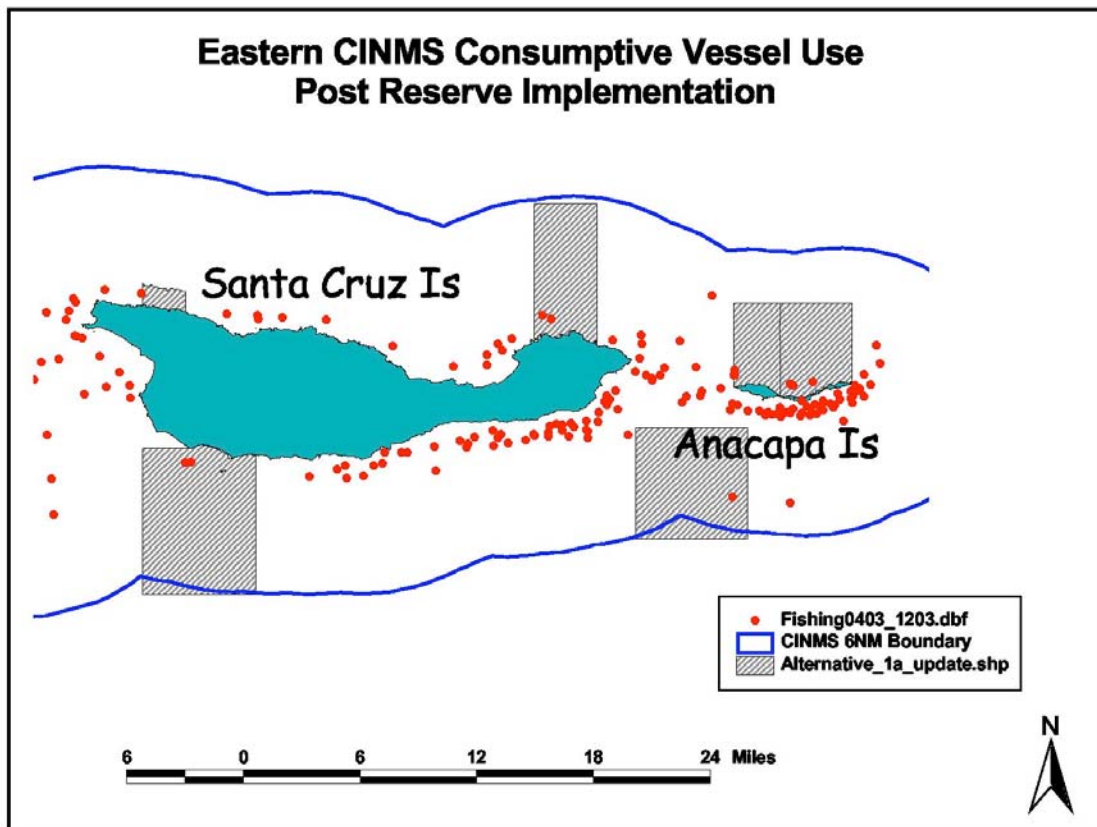 Eastern CINMS Consumptive Vessel Use
Post Reserve Implementation
Santa Cruz Is
Anacapa Is
Fishing0403_1203.dbf
CINMS 6NM Boundary
Alternative_1a_update.shp
6 0 6 12 18 24 Miles
N